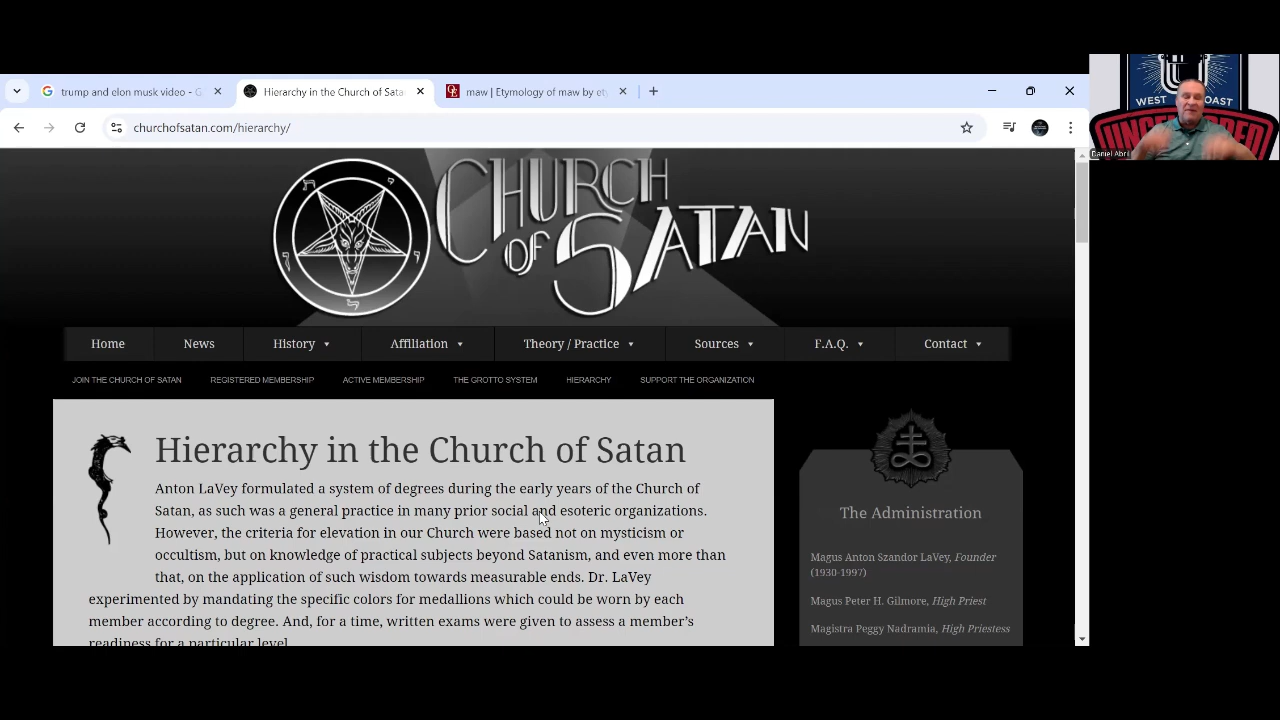 trump and elon musk video - G
Hierarchy in the Church of Sata
maw | Etymology of maw by ety
churchofsatan.com/hierarchy/
WEST COAST
UNCENSORED
Daniel Abril
CHURCH
OF SATAN
Home News History Affiliation Theory / Practice Sources F.A.Q. Contact
JOIN THE CHURCH OF SATAN REGISTERED MEMBERSHIP ACTIVE MEMBERSHIP THE GROTTO SYSTEM HIERARCHY SUPPORT THE ORGANIZATION
Hierarchy in the Church of Satan
Anton LaVey formulated a system of degrees during the early years of the Church of
Satan, as such was a general practice in many prior social and esoteric organizations.
However, the criteria for elevation in our Church were based not on mysticism or
occultism, but on knowledge of practical subjects beyond Satanism, and even more than
that, on the application of such wisdom towards measurable ends. Dr. LaVey
experimented by mandating the specific colors for medallions which could be worn by each
member according to degree. And, for a time, written exams were given to assess a member’s
readiness for a particular level
The Administration
Magus Anton Szandor LaVey, Founder
(1930-1997)
Magus Peter H. Gilmore, High Priest
Magistra Peggy Nadramia, High Priestess